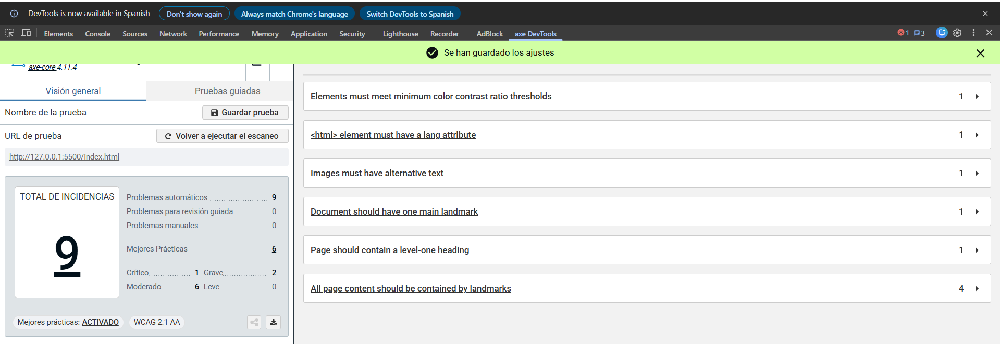 DevTools is now available in Spanish Don't show again Always match Chrome's language Switch DevTools to Spanish
Elements Console Sources Network Performance Memory Application Security Lighthouse Recorder AdBlock axe DevTools 1 3
Se han guardado los ajustes
axe-core 4.11.4
Visión general Pruebas guiadas
Nombre de la prueba Guardar prueba
URL de prueba Volver a ejecutar el escaneo
http://127.0.0.1:5500/index.html
TOTAL DE INCIDENCIAS
9
Problemas automáticos 9
Problemas para revisión guiada 0
Problemas manuales 0
Mejores Prácticas 6
Crítico 1 Grave 2
Moderado 6 Leve 0
Mejores prácticas: ACTIVADO WCAG 2.1 AA
Elements must meet minimum color contrast ratio thresholds 1
<html> element must have a lang attribute 1
Images must have alternative text 1
Document should have one main landmark 1
Page should contain a level-one heading 1
All page content should be contained by landmarks 4